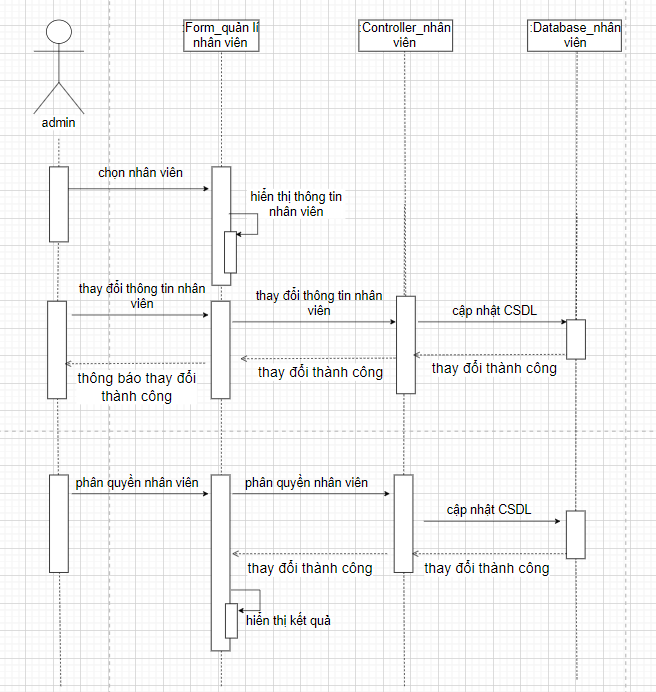 :Form_quản lí
nhân viên
:Controller_nhân
viên
:Database_nhân
viên
admin
chọn nhân viên
hiển thị thông tin
nhân viên
thay đổi thông tin nhân
viên
thay đổi thông tin nhân
viên
cập nhật CSDL
thay đổi thành công
thay đổi thành công
thông báo thay đổi
thành công
phân quyền nhân viên
phân quyền nhân viên
cập nhật CSDL
thay đổi thành công
thay đổi thành công
hiển thị kết quả